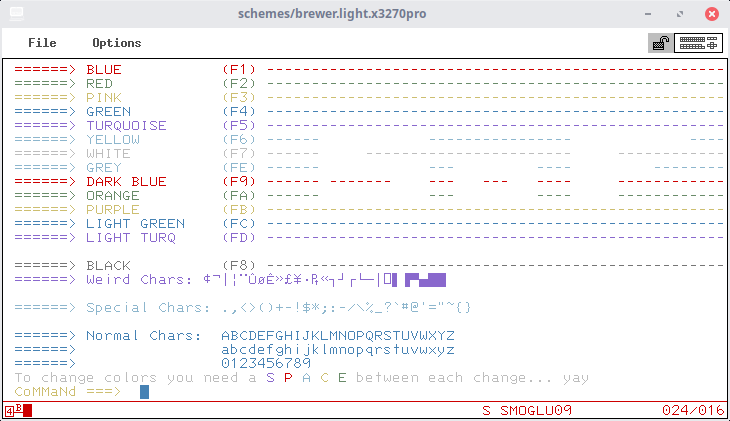 schemes/brewer.light.x3270pro
File Options
======> BLUE (F1) ----------------------------------------------------
======> RED (F2) ----------------------------------------------------
======> PINK (F3) ----------------------------------------------------
======> GREEN (F4) ----------------------------------------------------
======> TURQUOISE (F5) ----------------------------------------------------
======> YELLOW (F6)
======> WHITE (F7)
======> GREY (FE)
======> DARK BLUE (F9)
======> ORANGE (FA)
======> PURPLE (FB) ----------------------------------------------------
======> LIGHT GREEN (FC) ----------------------------------------------------
======> LIGHT TURQ (FD) ----------------------------------------------------
======> BLACK (F8) ----------------------------------------------------
======> Weird Chars:
======> Special Chars: .,<>()+-!$*;:-/\%_?`#@'="~{}
======> Normal Chars: ABCDEFGHIJKLMNOPQRSTUVWXYZ
======> abcdefghijklmnopqrstuvwxyz
======> 0123456789
To change colors you need a S P A C E between each change... yay
CoMMaNd ===>
4 B S SMOGLU09 024/016